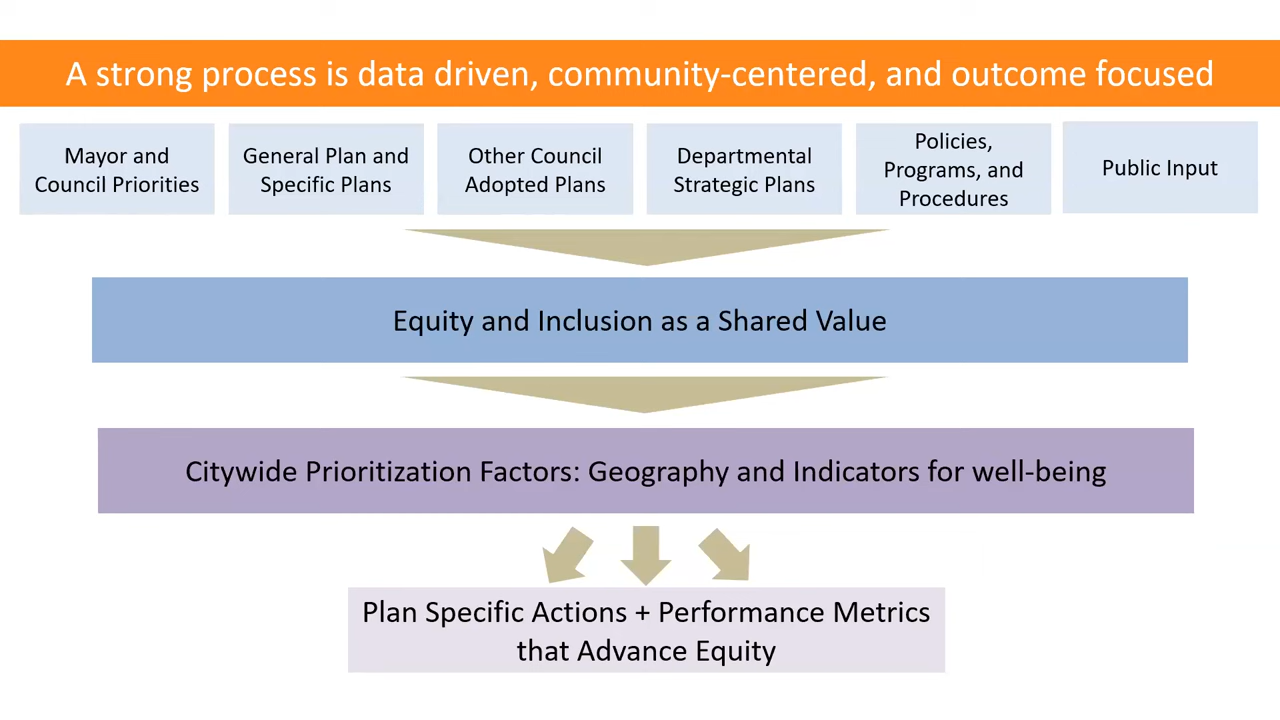 A strong process is data driven, community-centered, and outcome focused
Mayor and
Council Priorities
General Plan and
Specific Plans
Other Council
Adopted Plans
Departmental
Strategic Plans
Policies,
Programs, and
Procedures
Public Input
Equity and Inclusion as a Shared Value
Citywide Prioritization Factors: Geography and Indicators for well-being
Plan Specific Actions + Performance Metrics
that Advance Equity